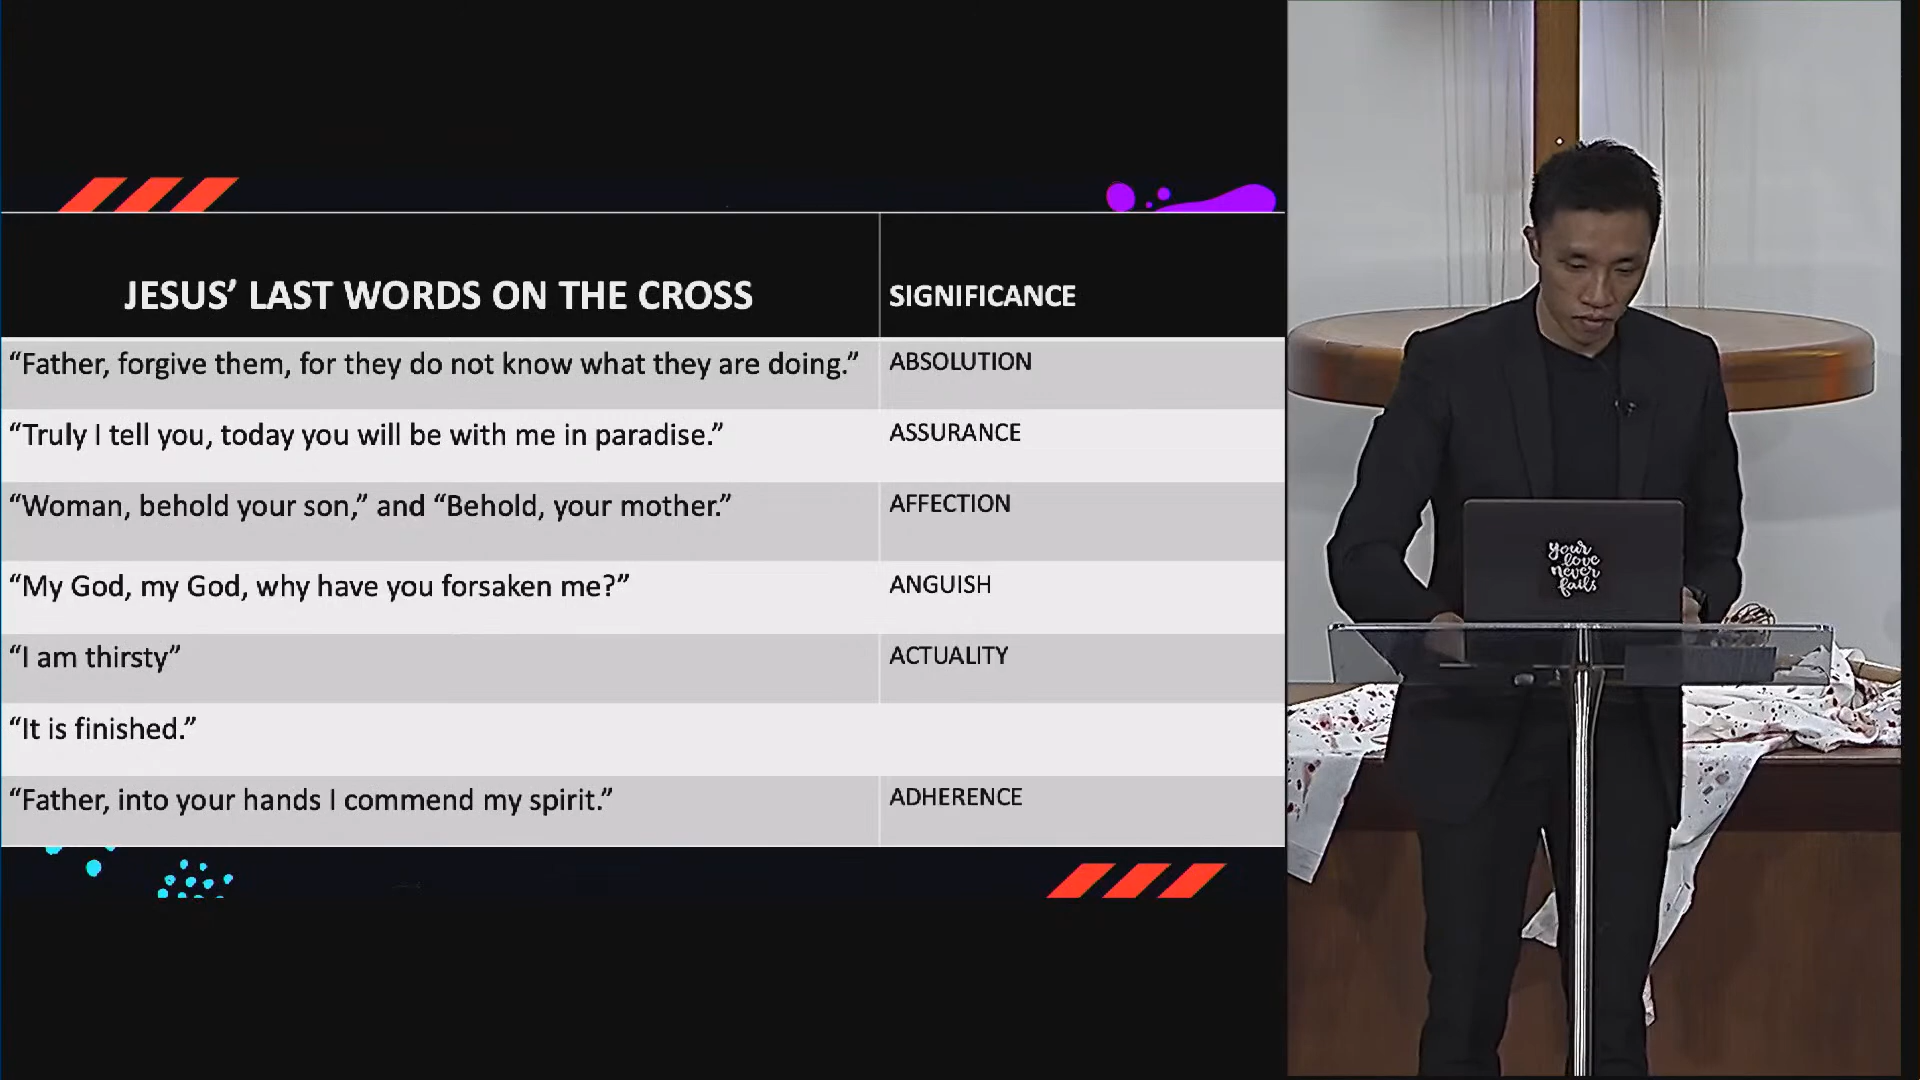 JESUS’ LAST WORDS ON THE CROSS
SIGNIFICANCE
“Father, forgive them, for they do not know what they are doing.”
ABSOLUTION
“Truly I tell you, today you will be with me in paradise.”
ASSURANCE
“Woman, behold your son,” and “Behold, your mother.”
AFFECTION
“My God, my God, why have you forsaken me?”
ANGUISH
“I am thirsty”
ACTUALITY
“It is finished.”
“Father, into your hands I commend my spirit.”
ADHERENCE
your
love
never
fails